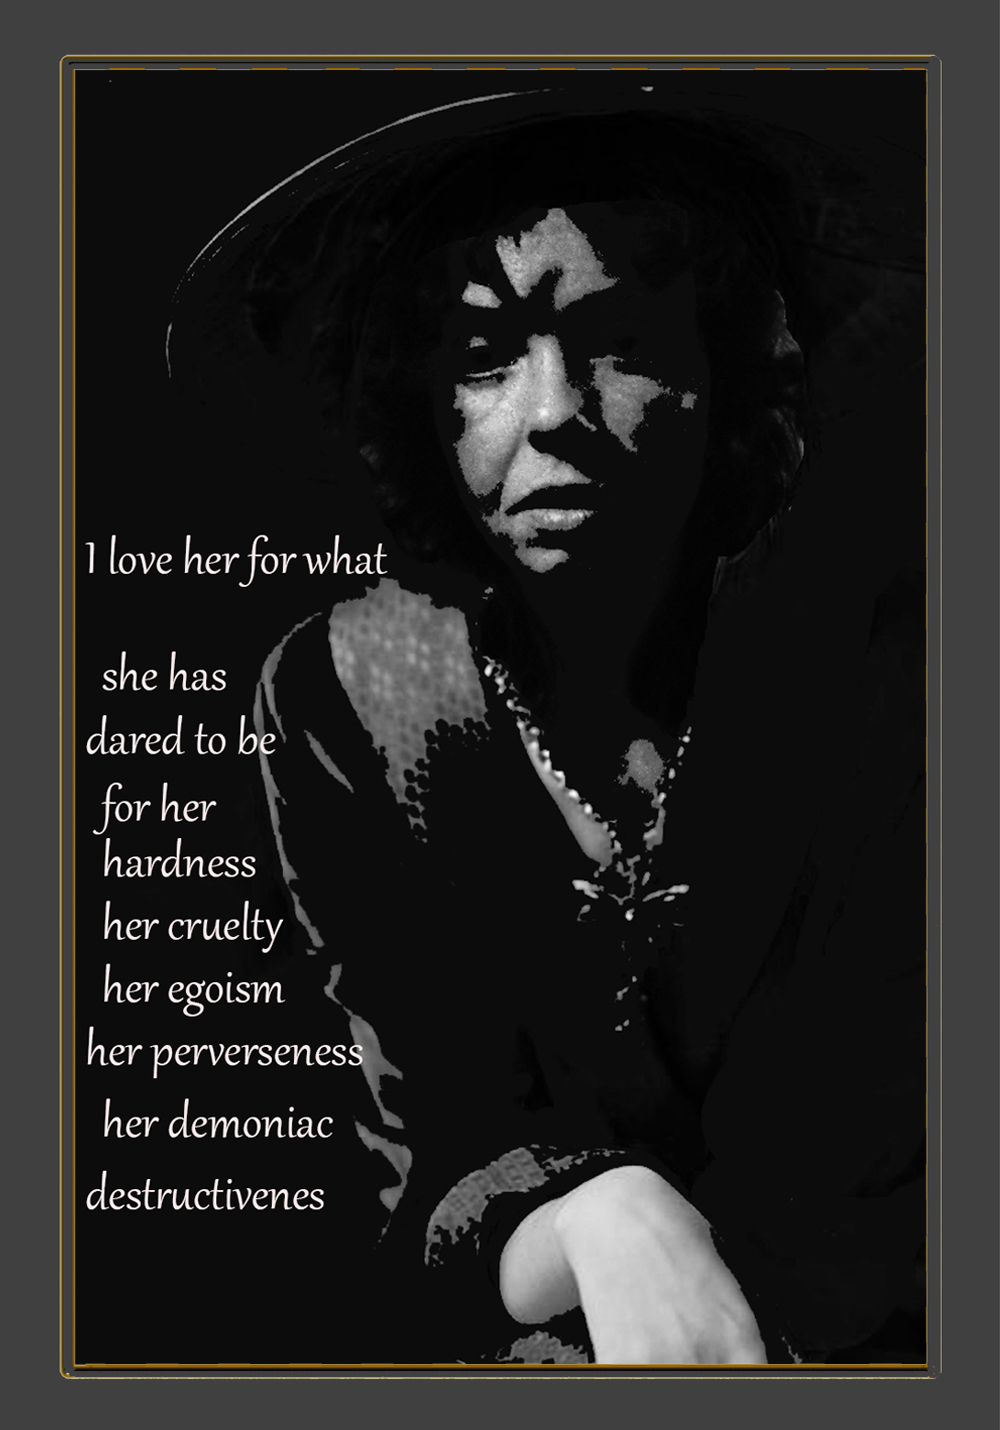 I love her for what
she has
dared to be
for her
hardness
her cruelty
her egoism
her perverseness
her demoniac
destructivenes